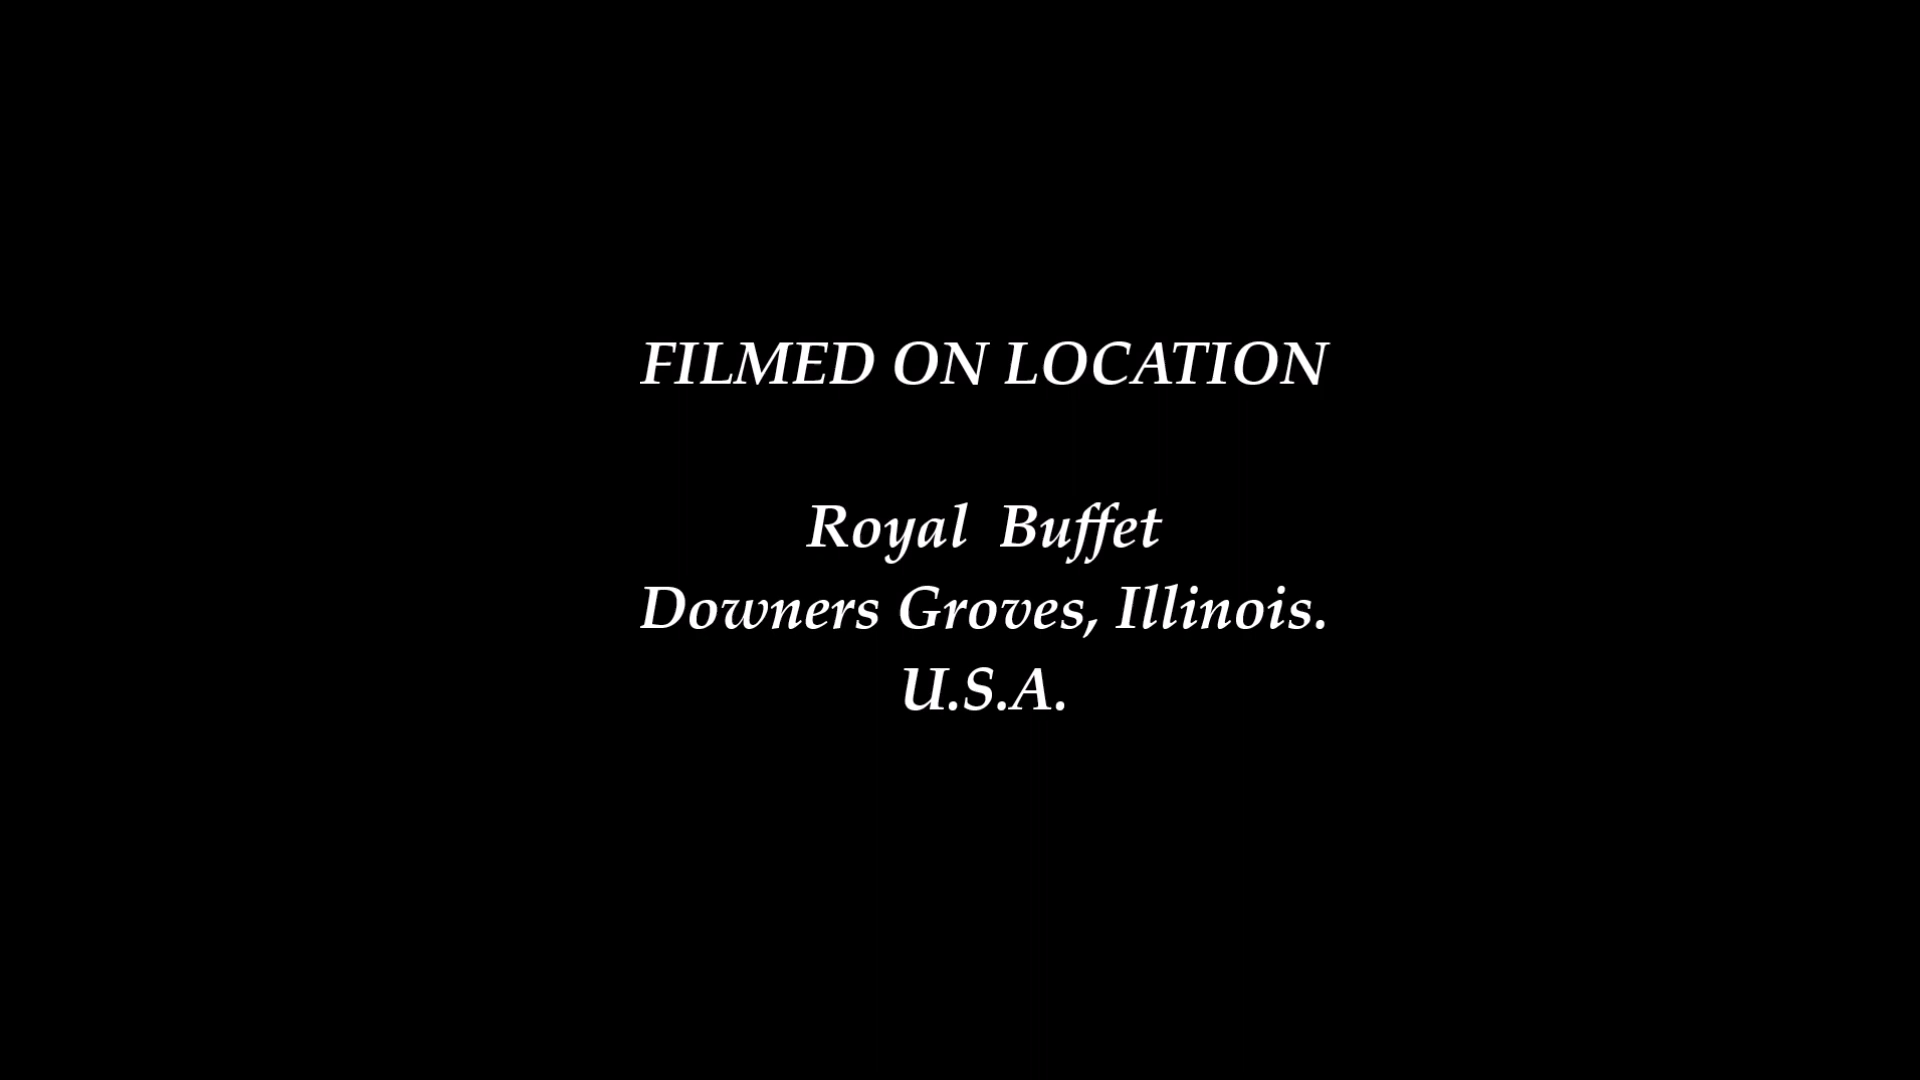 FILMED ON LOCATION
Royal Buffet
Downers Groves, Illinois.
U.S.A.